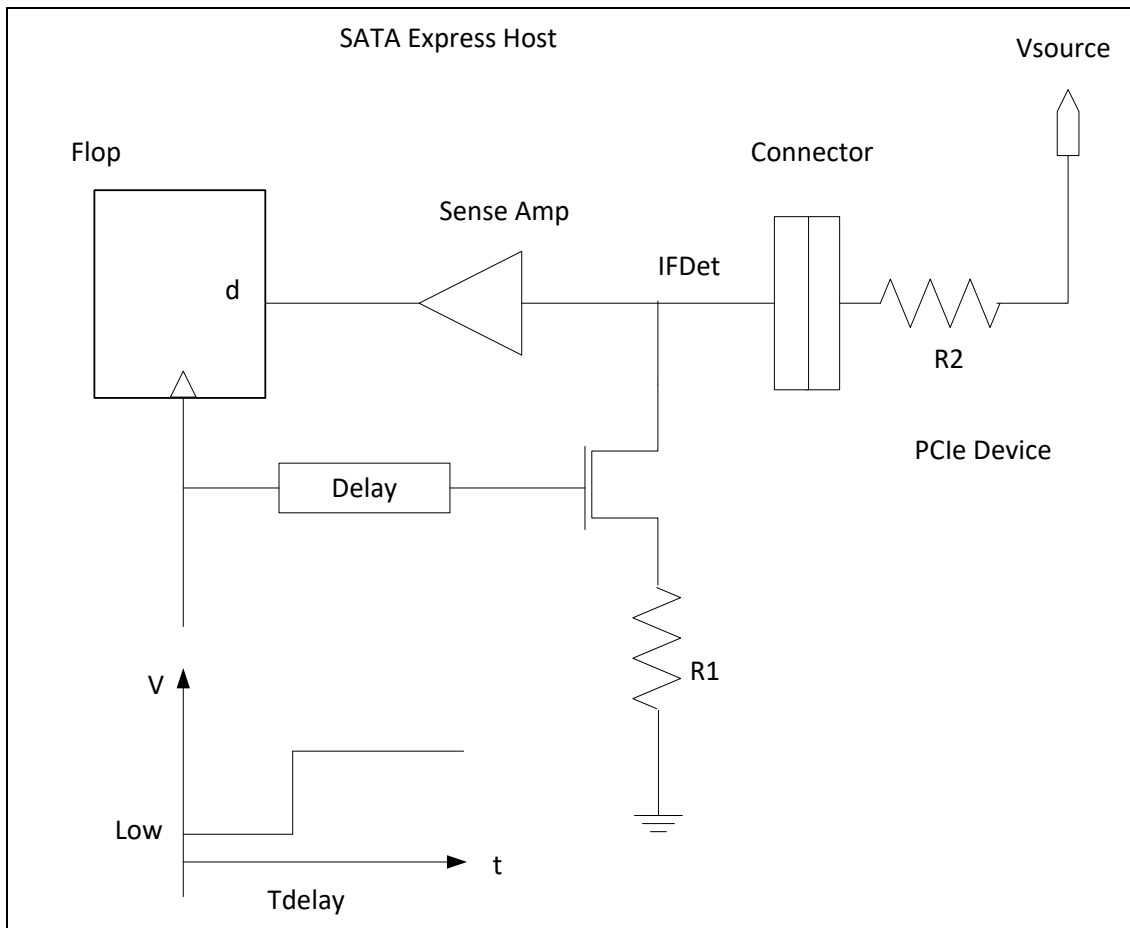 SATA Express Host
Vsource
Flop
Connector
Sense Amp
IFDet
d
R2
PCIe Device
Delay
R1
V
Low
t
Tdelay